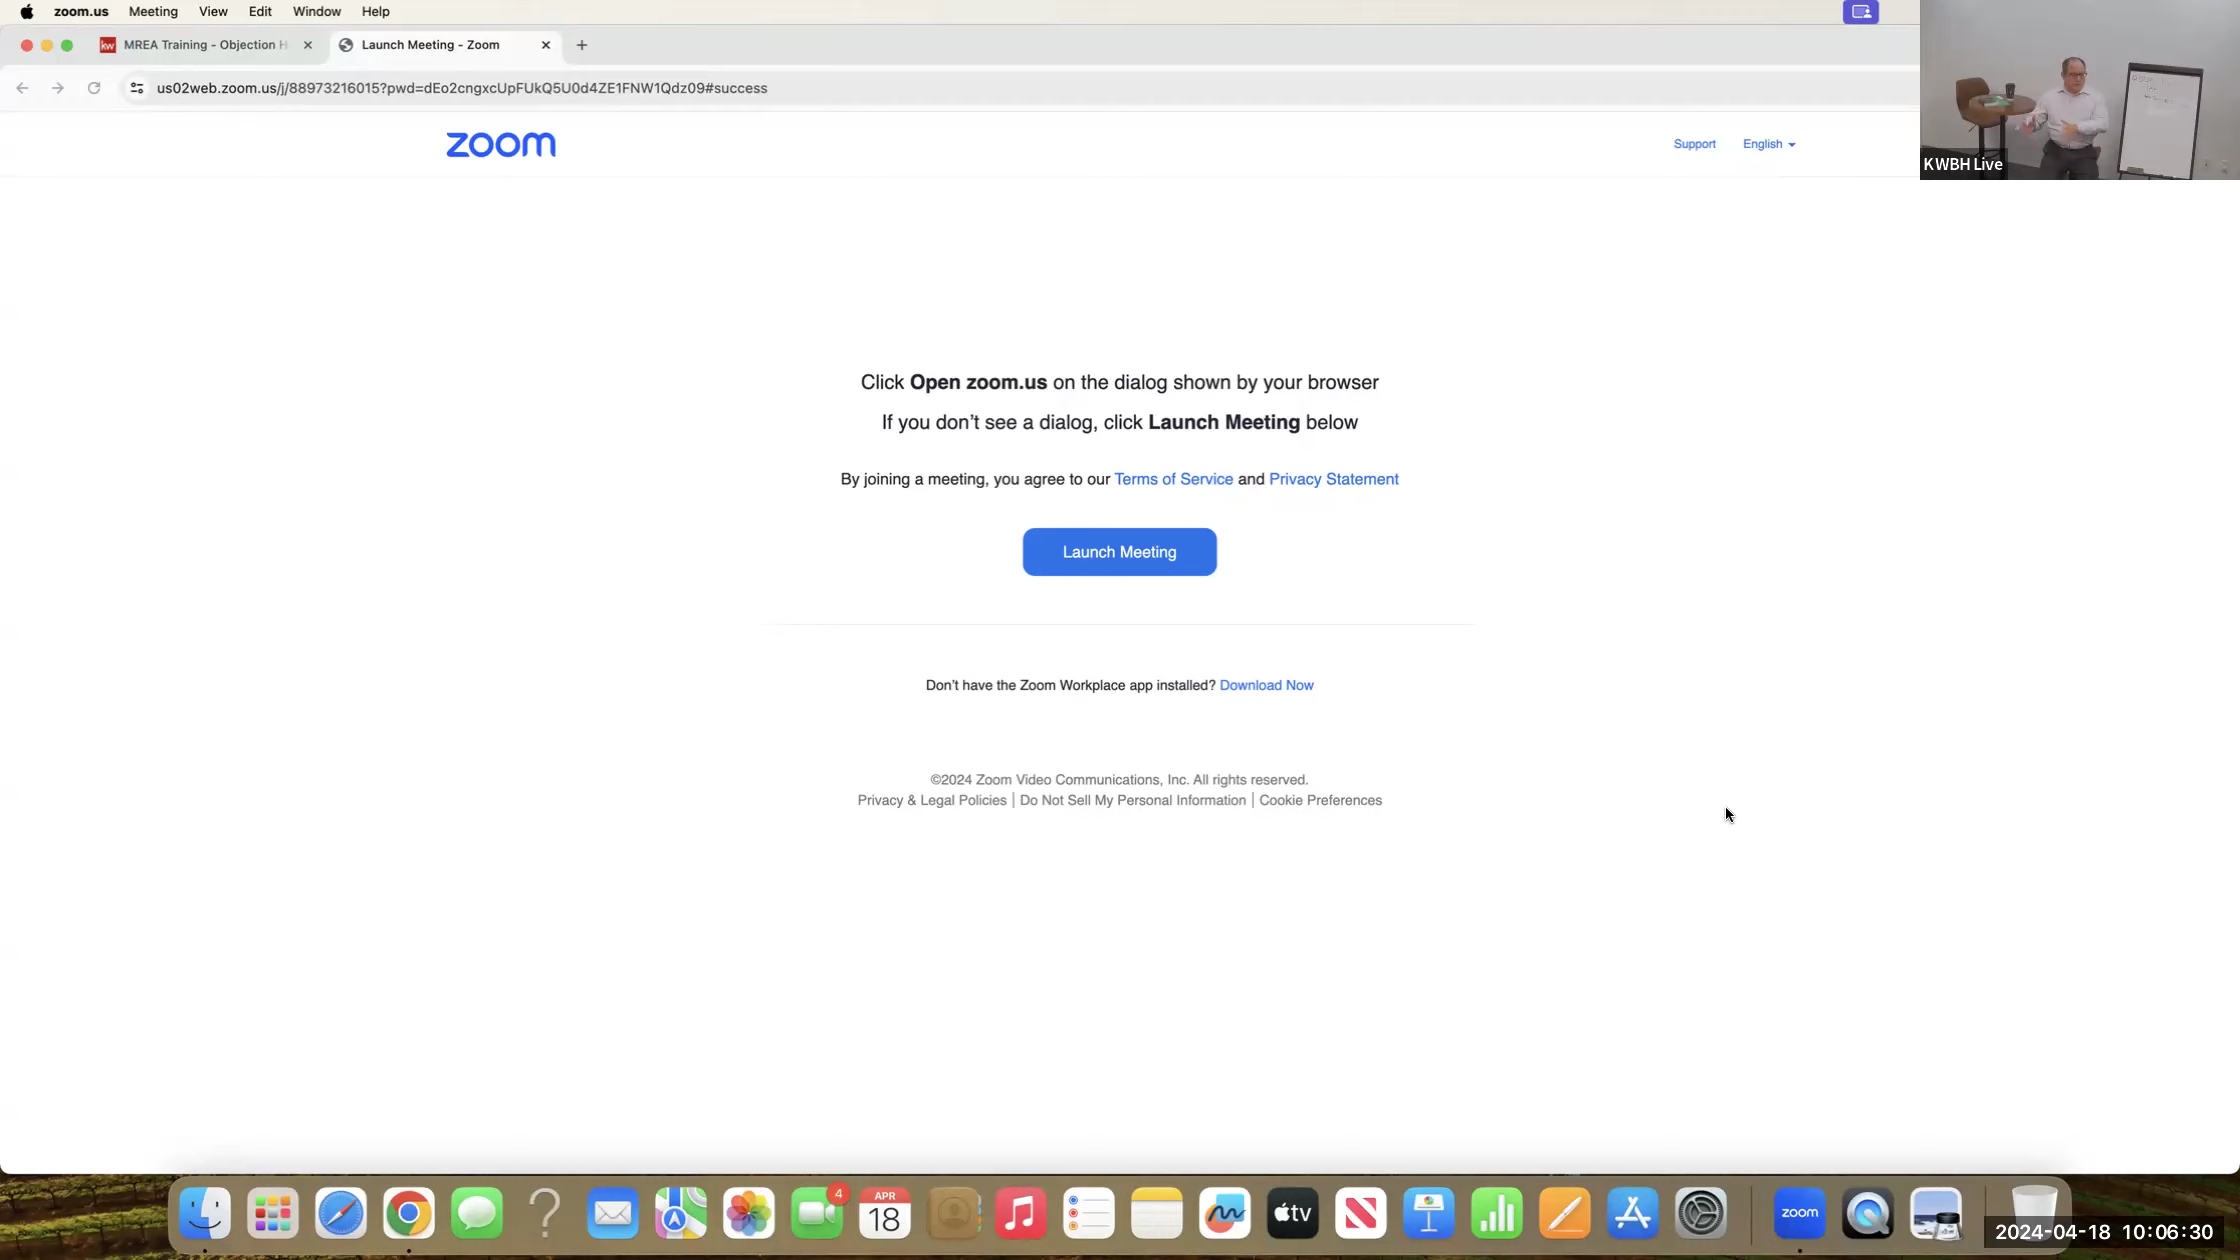 zoom.us Meeting View Edit Window Help
MREA Training - Objection H
Launch Meeting - Zoom
us02web.zoom.us/j/88973216015?pwd=dEo2cngxcUpFUkQ5U0d4ZE1FNW1Qdz09#success
KWBH Live
zoom
Support English
Click Open zoom.us on the dialog shown by your browser
If you don’t see a dialog, click Launch Meeting below
By joining a meeting, you agree to our Terms of Service and Privacy Statement
Launch Meeting
Don’t have the Zoom Workplace app installed? Download Now
©2024 Zoom Video Communications, Inc. All rights reserved.
Privacy & Legal Policies | Do Not Sell My Personal Information | Cookie Preferences
4
APR
18
tv
zoom
2024-04-18 10:06:30